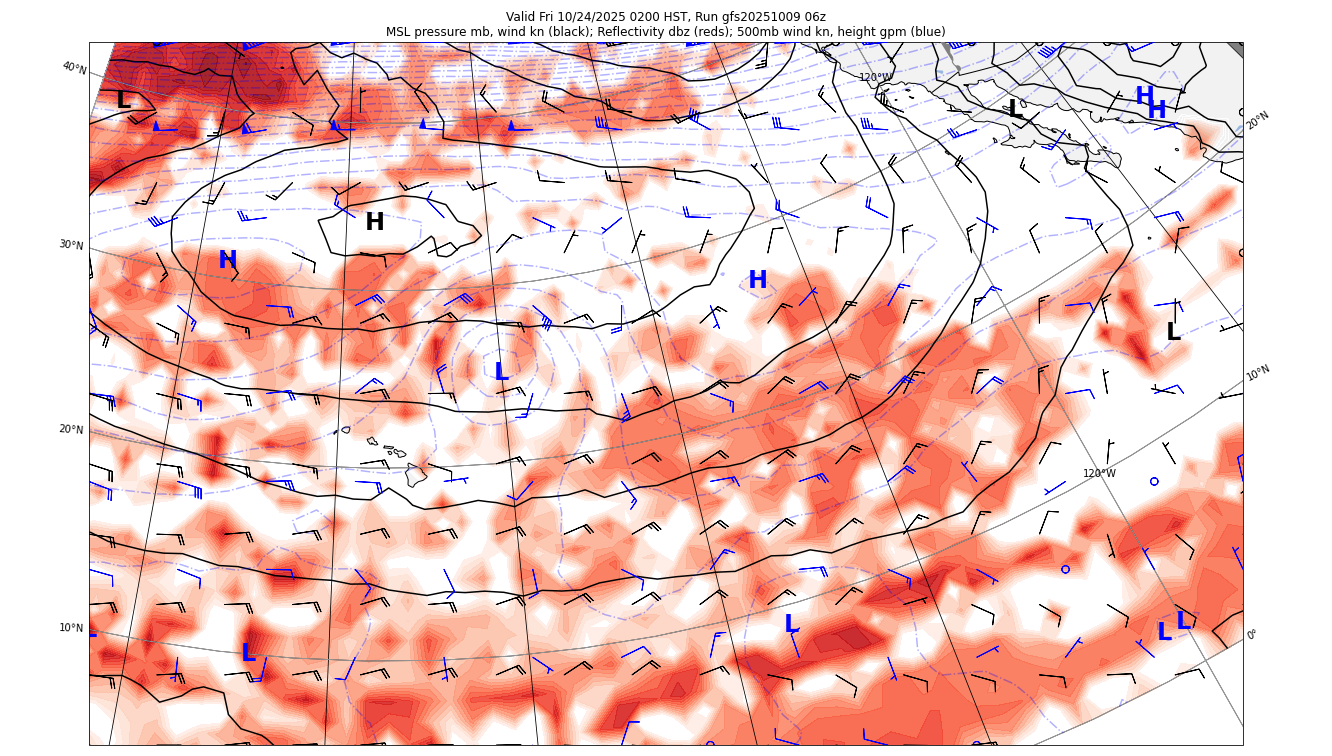 Valid Fri 10/24/2025 0200 HST, Run gfs20251009 06z
MSL pressure mb, wind kn (black); Reflectivity dbz (reds); 500mb wind kn, height gpm (blue)
40°N
120°W
L
L
H
H
20°N
H
30°N
H
H
L
L
10°N
20°N
120°W
10°N
L
L
L
L
L
0°